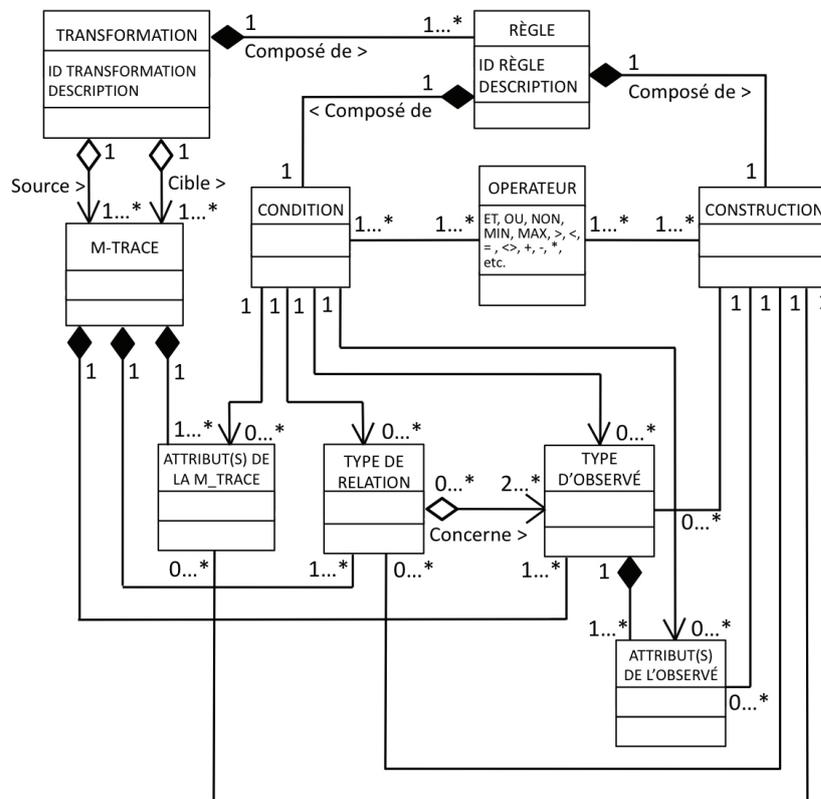 TRANSFORMATION
ID TRANSFORMATION
DESCRIPTION
1
Composé de >
1...*
RÈGLE
ID RÈGLE
DESCRIPTION
1
< Composé de
1
Composé de >
1
1
Source >
1
1...*
1
Cible >
1...*
M-TRACE
1
CONDITION
1...*
1...*
OPERATEUR
ET, OU, NON,
MIN, MAX, >, <,
= , <>, +, -, *,
etc.
1...*
1...*
1
CONSTRUCTION
1
1
1
1
1
1
1
1
1
1
1...*
0...*
ATTRIBUT(S) DE
LA M_TRACE
0...*
0...*
TYPE DE
RELATION
1...*
0...*
0...*
Concerne >
2...*
0...*
TYPE
D'OBSERVÉ
0...*
1...*
1
1...*
0...*
ATTRIBUT(S)
DE L'OBSERVÉ
0...*